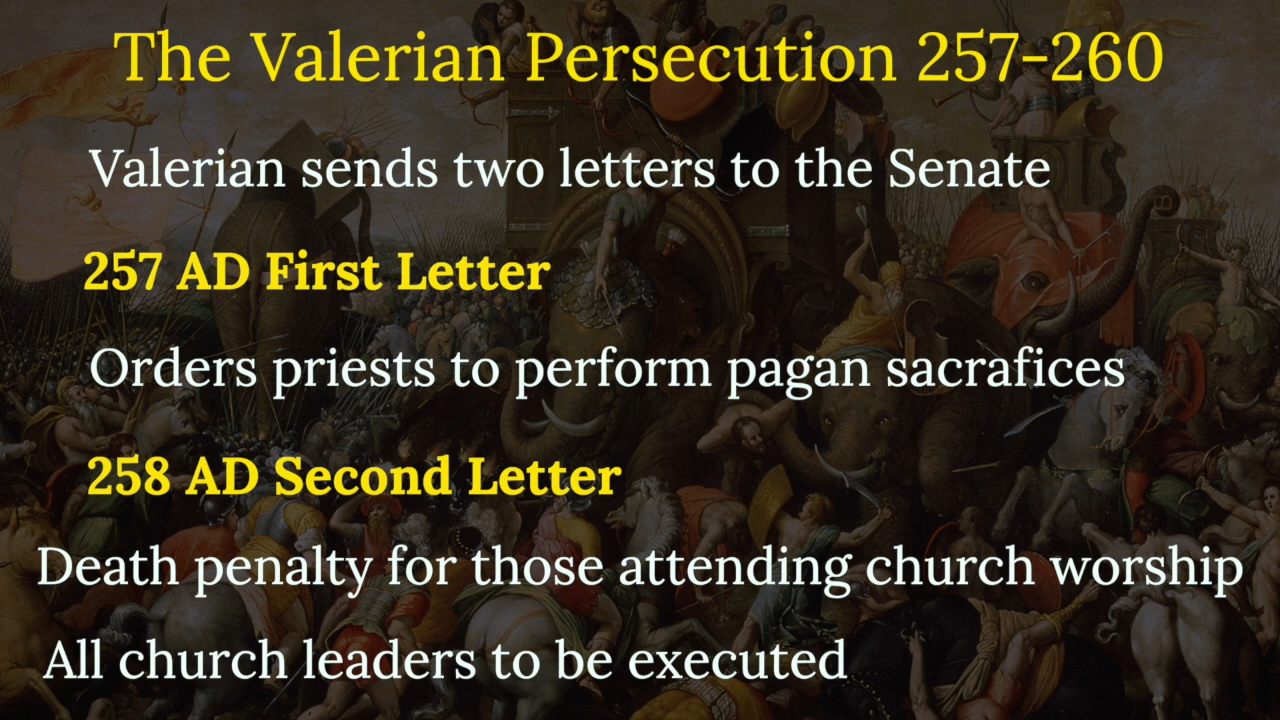 The Valerian Persecution 257-260
Valerian sends two letters to the Senate
257 AD First Letter
Orders priests to perform pagan sacrafices
258 AD Second Letter
Death penalty for those attending church worship
All church leaders to be executed